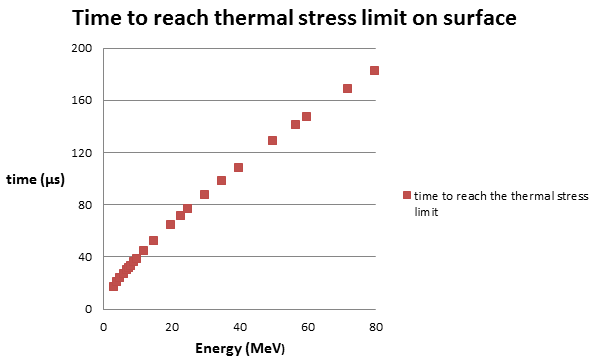 Time to reach thermal stress limit on surface
200
160
120
80
40
0
time (µs)
0 20 40 60 80
Energy (MeV)
time to reach the thermal stress
limit